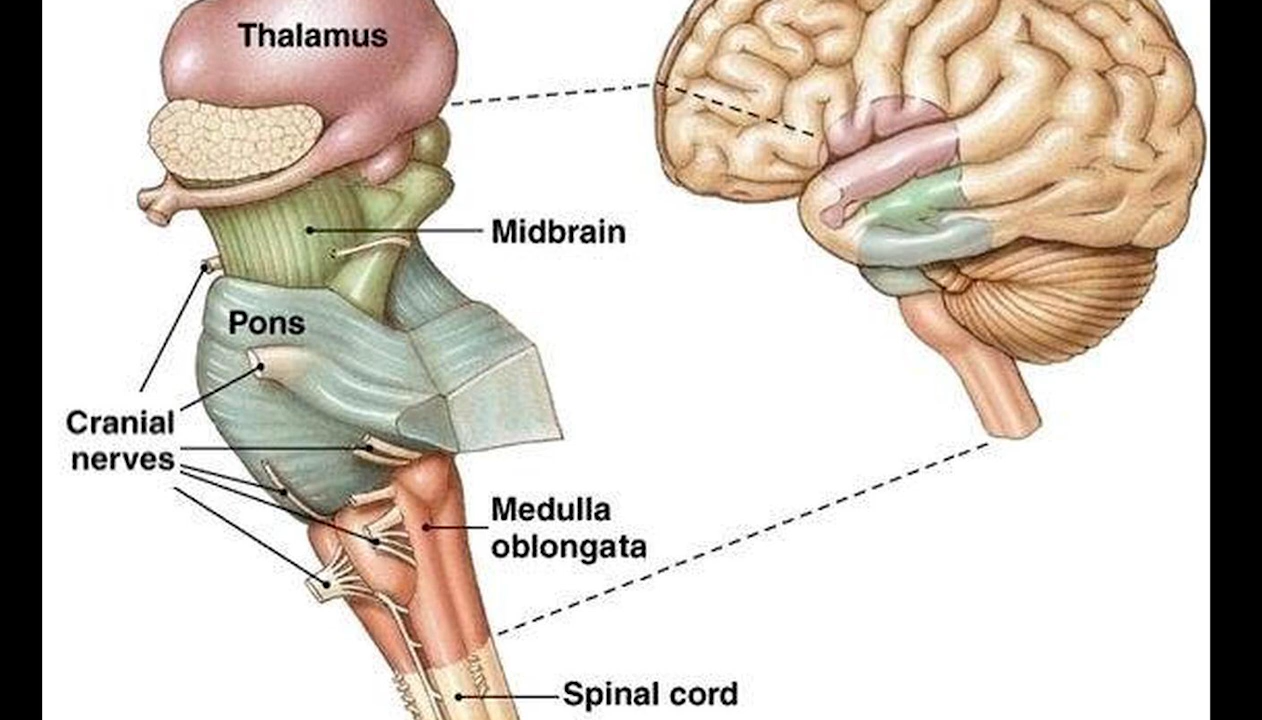 Thalamus
Midbrain
Pons
Cranial
nerves
Medulla
oblongata
Spinal cord